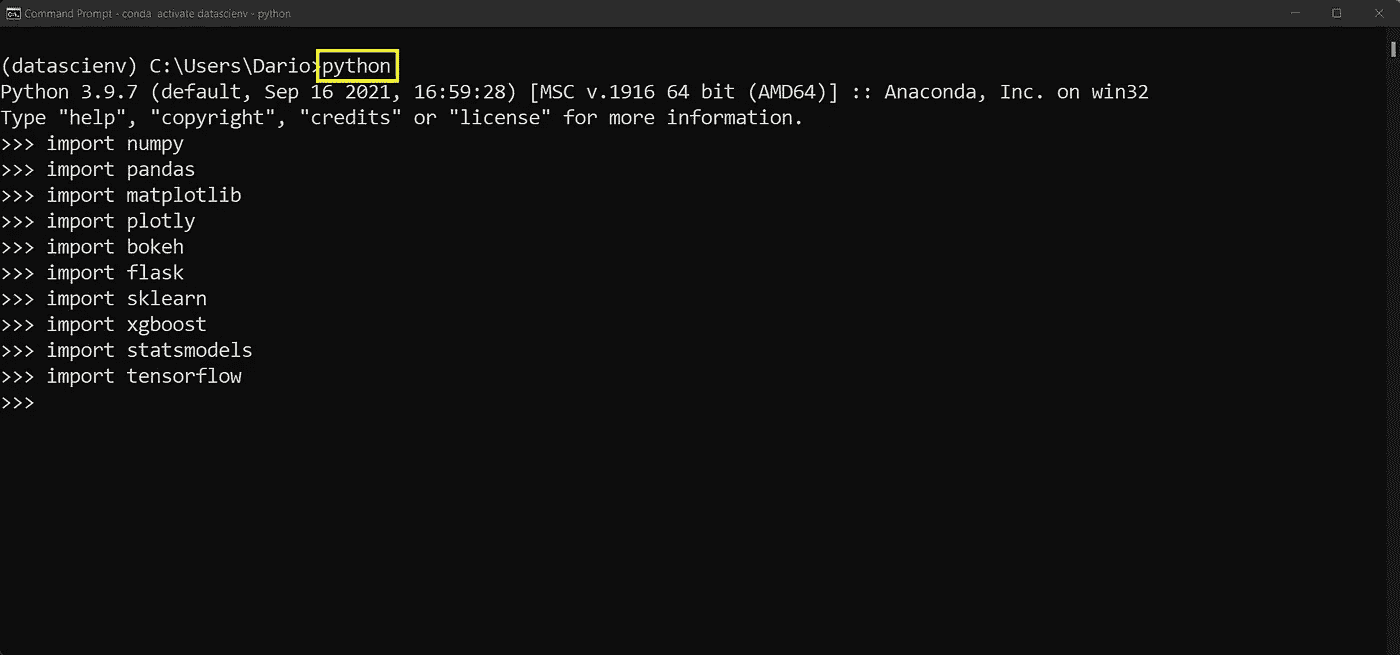 Command Prompt - conda activate datascienv - python
(datascienv) C:\Users\Dario>python
Python 3.9.7 (default, Sep 16 2021, 16:59:28) [MSC v.1916 64 bit (AMD64)] :: Anaconda, Inc. on win32
Type "help", "copyright", "credits" or "license" for more information.
>>> import numpy
>>> import pandas
>>> import matplotlib
>>> import plotly
>>> import bokeh
>>> import flask
>>> import sklearn
>>> import xgboost
>>> import statsmodels
>>> import tensorflow
>>>